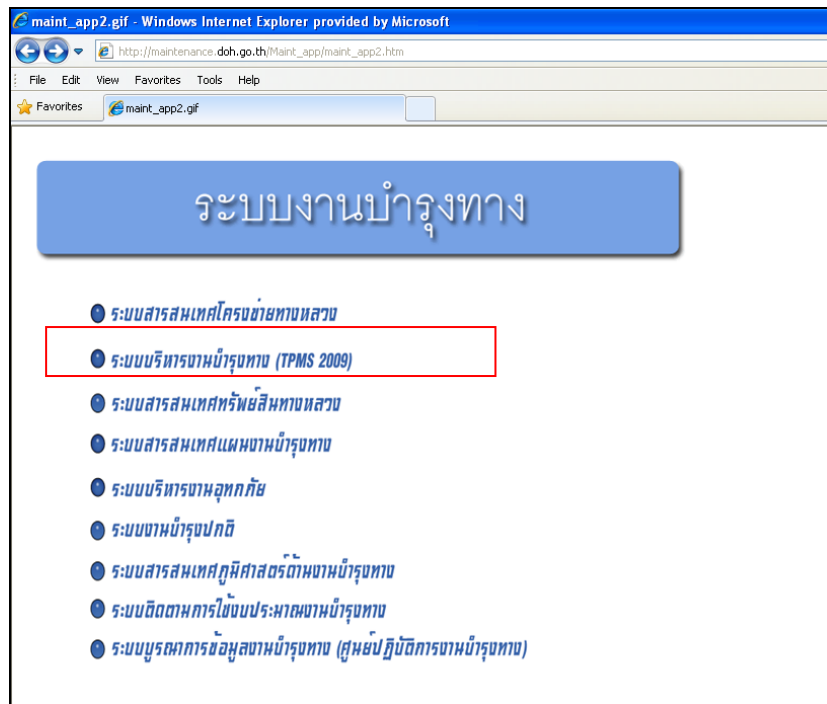 maint_app2.gif - Windows Internet Explorer provided by Microsoft
http://maintenance.doh.go.th/Maint_app/maint_app2.htm
File Edit View Favorites Tools Help
Favorites maint_app2.gif
ระบบงานบำรุงทาง
ระบบสารสนเทศโครงข่ายทางหลวง
ระบบบริหารงานบำรุงทาง (TPMS 2009)
ระบบสารสนเทศทรัพย์สินทางหลวง
ระบบสารสนเทศแผนงานบำรุงทาง
ระบบบริหารงานอุทกภัย
ระบบงานบำรุงปกติ
ระบบสารสนเทศภูมิศาสตร์ด้านงานบำรุงทาง
ระบบติดตามการใช้งบประมาณงานบำรุงทาง
ระบบบูรณาการข้อมูลงานบำรุงทาง (ศูนย์ปฏิบัติการงานบำรุงทาง)